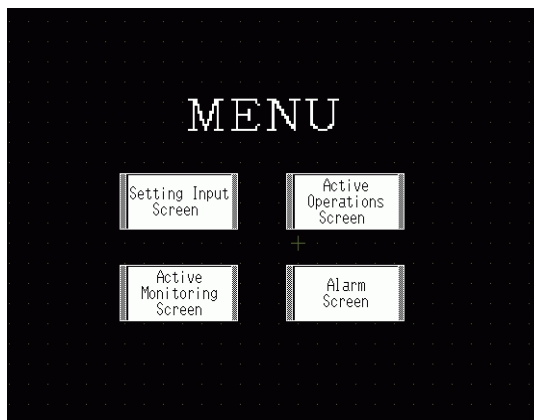 MENU
Setting Input
Screen
Active
Operations
Screen
Active
Monitoring
Screen
Alarm
Screen